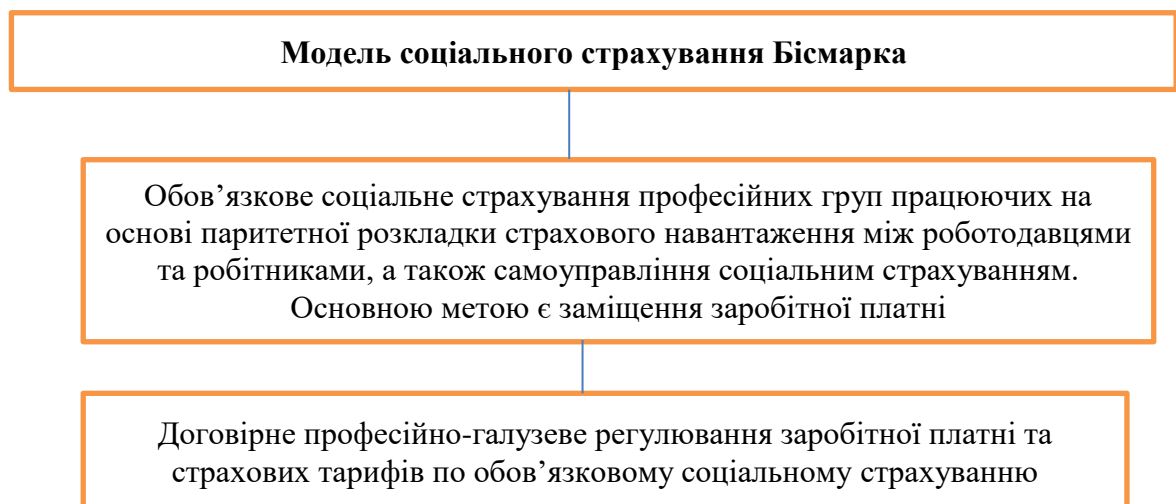 Модель соціального страхування Бісмарка
Обов’язкове соціальне страхування професійних груп працюючих на
основі паритетної розкладки страхового навантаження між роботодавцями
та робітниками, а також самоуправління соціальним страхуванням.
Основною метою є заміщення заробітної платні
Договірне професійно-галузеве регулювання заробітної платні та
страхових тарифів по обов’язковому соціальному страхуванню